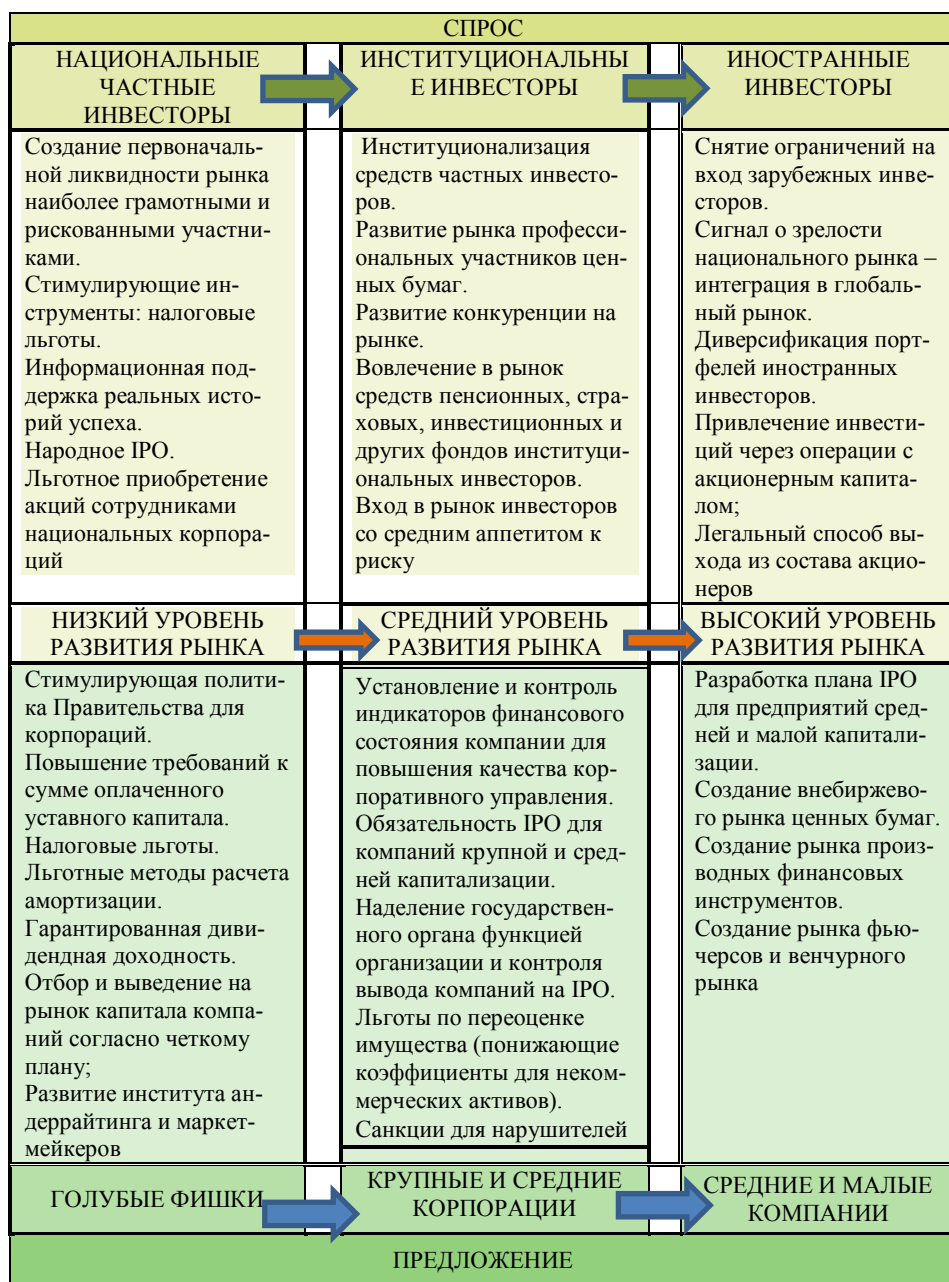 СПРОС
НАЦИОНАЛЬНЫЕ
ЧАСТНЫЕ
ИНВЕСТОРЫ
ИНСТИТУЦИОНАЛЬНЫ
Е ИНВЕСТОРЫ
ИНОСТРАННЫЕ
ИНВЕСТОРЫ
Создание первоначаль-
ной ликвидности рынка
наиболее грамотными и
рискованными участни-
ками.
Стимулирующие ин-
струменты: налоговые
льготы.
Информационная под-
держка реальных исто-
рий успеха.
Народное IPO.
Льготное приобретение
акций сотрудниками
национальных корпора-
ций
Институционализация
средств частных инвесто-
ров.
Развитие рынка професси-
ональных участников цен-
ных бумаг.
Развитие конкуренции на
рынке.
Вовлечение в рынок
средств пенсионных, стра-
ховых, инвестиционных и
других фондов институци-
ональных инвесторов.
Вход в рынок инвесторов
со средним аппетитом к
риску
Снятие ограничений на
вход зарубежных инве-
сторов.
Сигнал о зрелости
национального рынка –
интеграция в глобаль-
ный рынок.
Диверсификация порт-
фелей иностранных
инвесторов.
Привлечение инвести-
ций через операции с
акционерным капита-
лом;
Легальный способ вы-
хода из состава акцио-
неров
НИЗКИЙ УРОВЕНЬ
РАЗВИТИЯ РЫНКА
СРЕДНИЙ УРОВЕНЬ
РАЗВИТИЯ РЫНКА
ВЫСОКИЙ УРОВЕНЬ
РАЗВИТИЯ РЫНКА
Стимулирующая полити-
ка Правительства для
корпораций.
Повышение требований к
сумме оплаченного
уставного капитала.
Налоговые льготы.
Льготные методы расчета
амортизации.
Гарантированная диви-
дендная доходность.
Отбор и выведение на
рынок капитала компа-
ний согласно четкому
плану;
Развитие института ан-
деррайтинга и маркет-
мейкеров
Установление и контроль
индикаторов финансового
состояния компании для
повышения качества кор-
поративного управления.
Обязательность IPO для
компаний крупной и сред-
ней капитализации.
Наделение государствен-
ного органа функцией
организации и контроля
вывода компаний на IPO.
Льготы по переоценке
имущества (понижающие
коэффициенты для неком-
мерческих активов).
Санкции для нарушителей
Разработка плана IPO
для предприятий сред-
ней и малой капитали-
зации.
Создание внебиржево-
го рынка ценных бумаг.
Создание рынка произ-
водных финансовых
инструментов.
Создание рынка фью-
черсов и венчурного
рынка
ГОЛУБЫЕ ФИШКИ
КРУПНЫЕ И СРЕДНИЕ
КОРПОРАЦИИ
СРЕДНИЕ И МАЛЫЕ
КОМПАНИИ
ПРЕДЛОЖЕНИЕ